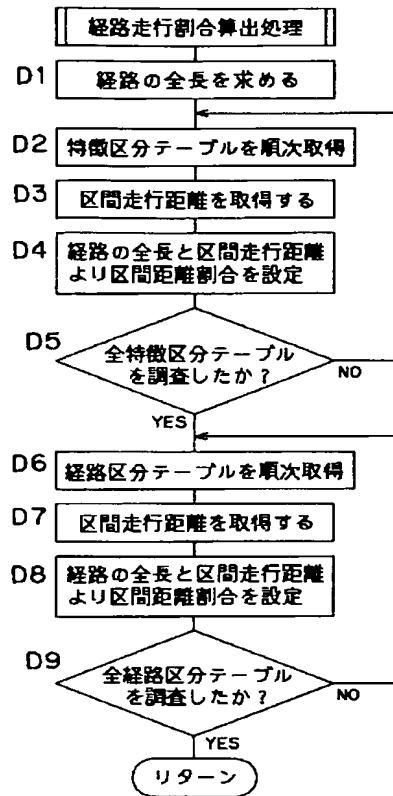 経路走行割合算出処理
D1 経路の全長を求める
D2 特徴区分テーブルを順次取得
D3 区間走行距離を取得する
D4 経路の全長と区間走行距離
より区間距離割合を設定
D5 全特徴区分テーブル
を調査したか?
NO
YES
D6 経路区分テーブルを順次取得
D7 区間走行距離を取得する
D8 経路の全長と区間走行距離
より区間距離割合を設定
D9 全経路区分テーブル
を調査したか?
NO
YES
リターン